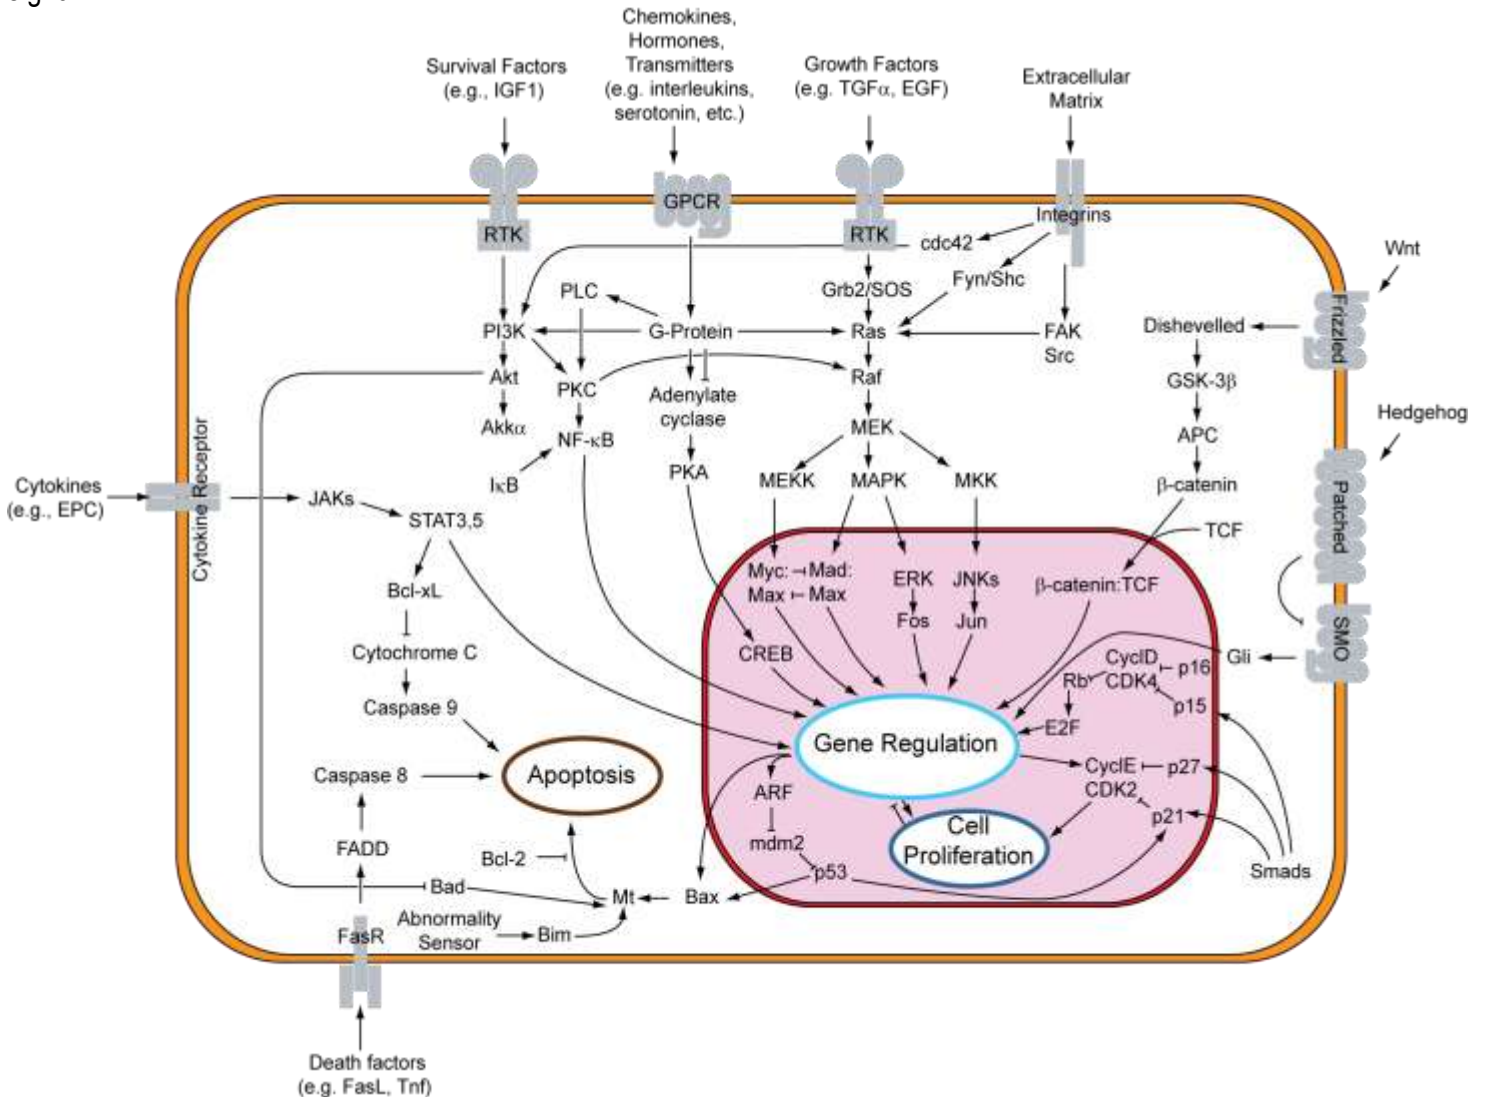 Chemokines,
Hormones,
Transmitters
(e.g. interleukins,
serotonin, etc.)
Survival Factors
(e.g., IGF1)
Growth Factors
(e.g. TGFα, EGF)
Extracellular
Matrix
GPCR
RTK
RTK
Integrins
cdc42
Wnt
Fyn/Shc
PLC
Grb2/SOS
Frizzled
PI3K
G-Protein
Ras
FAK
Src
Dishevelled
Akt
PKC
Adenylate
cyclase
Raf
GSK-3β
Hedgehog
Akkα
NF-κB
MEK
APC
Cytokine Receptor
IκB
PKA
MEKK
MAPK
MKK
β-catenin
Patched
Cytokines
(e.g., EPC)
JAKs
STAT3,5
TCF
Bcl-xL
Myc:
Mad:
Max
Max
ERK
JNKs
β-catenin:TCF
Fos
Jun
SMO
Cytochrome C
CREB
CyclD
p16
Gli
Rb
CDK4
Caspase 9
p15
E2F
Gene Regulation
Caspase 8
Apoptosis
ARF
CyclE
p27
CDK2
p21
FADD
Bcl-2
mdm2
Cell
Proliferation
p53
Smads
Bad
Mt
Bax
Abnormality
Sensor
Bim
FasR
Death factors
(e.g. FasL, Tnf)